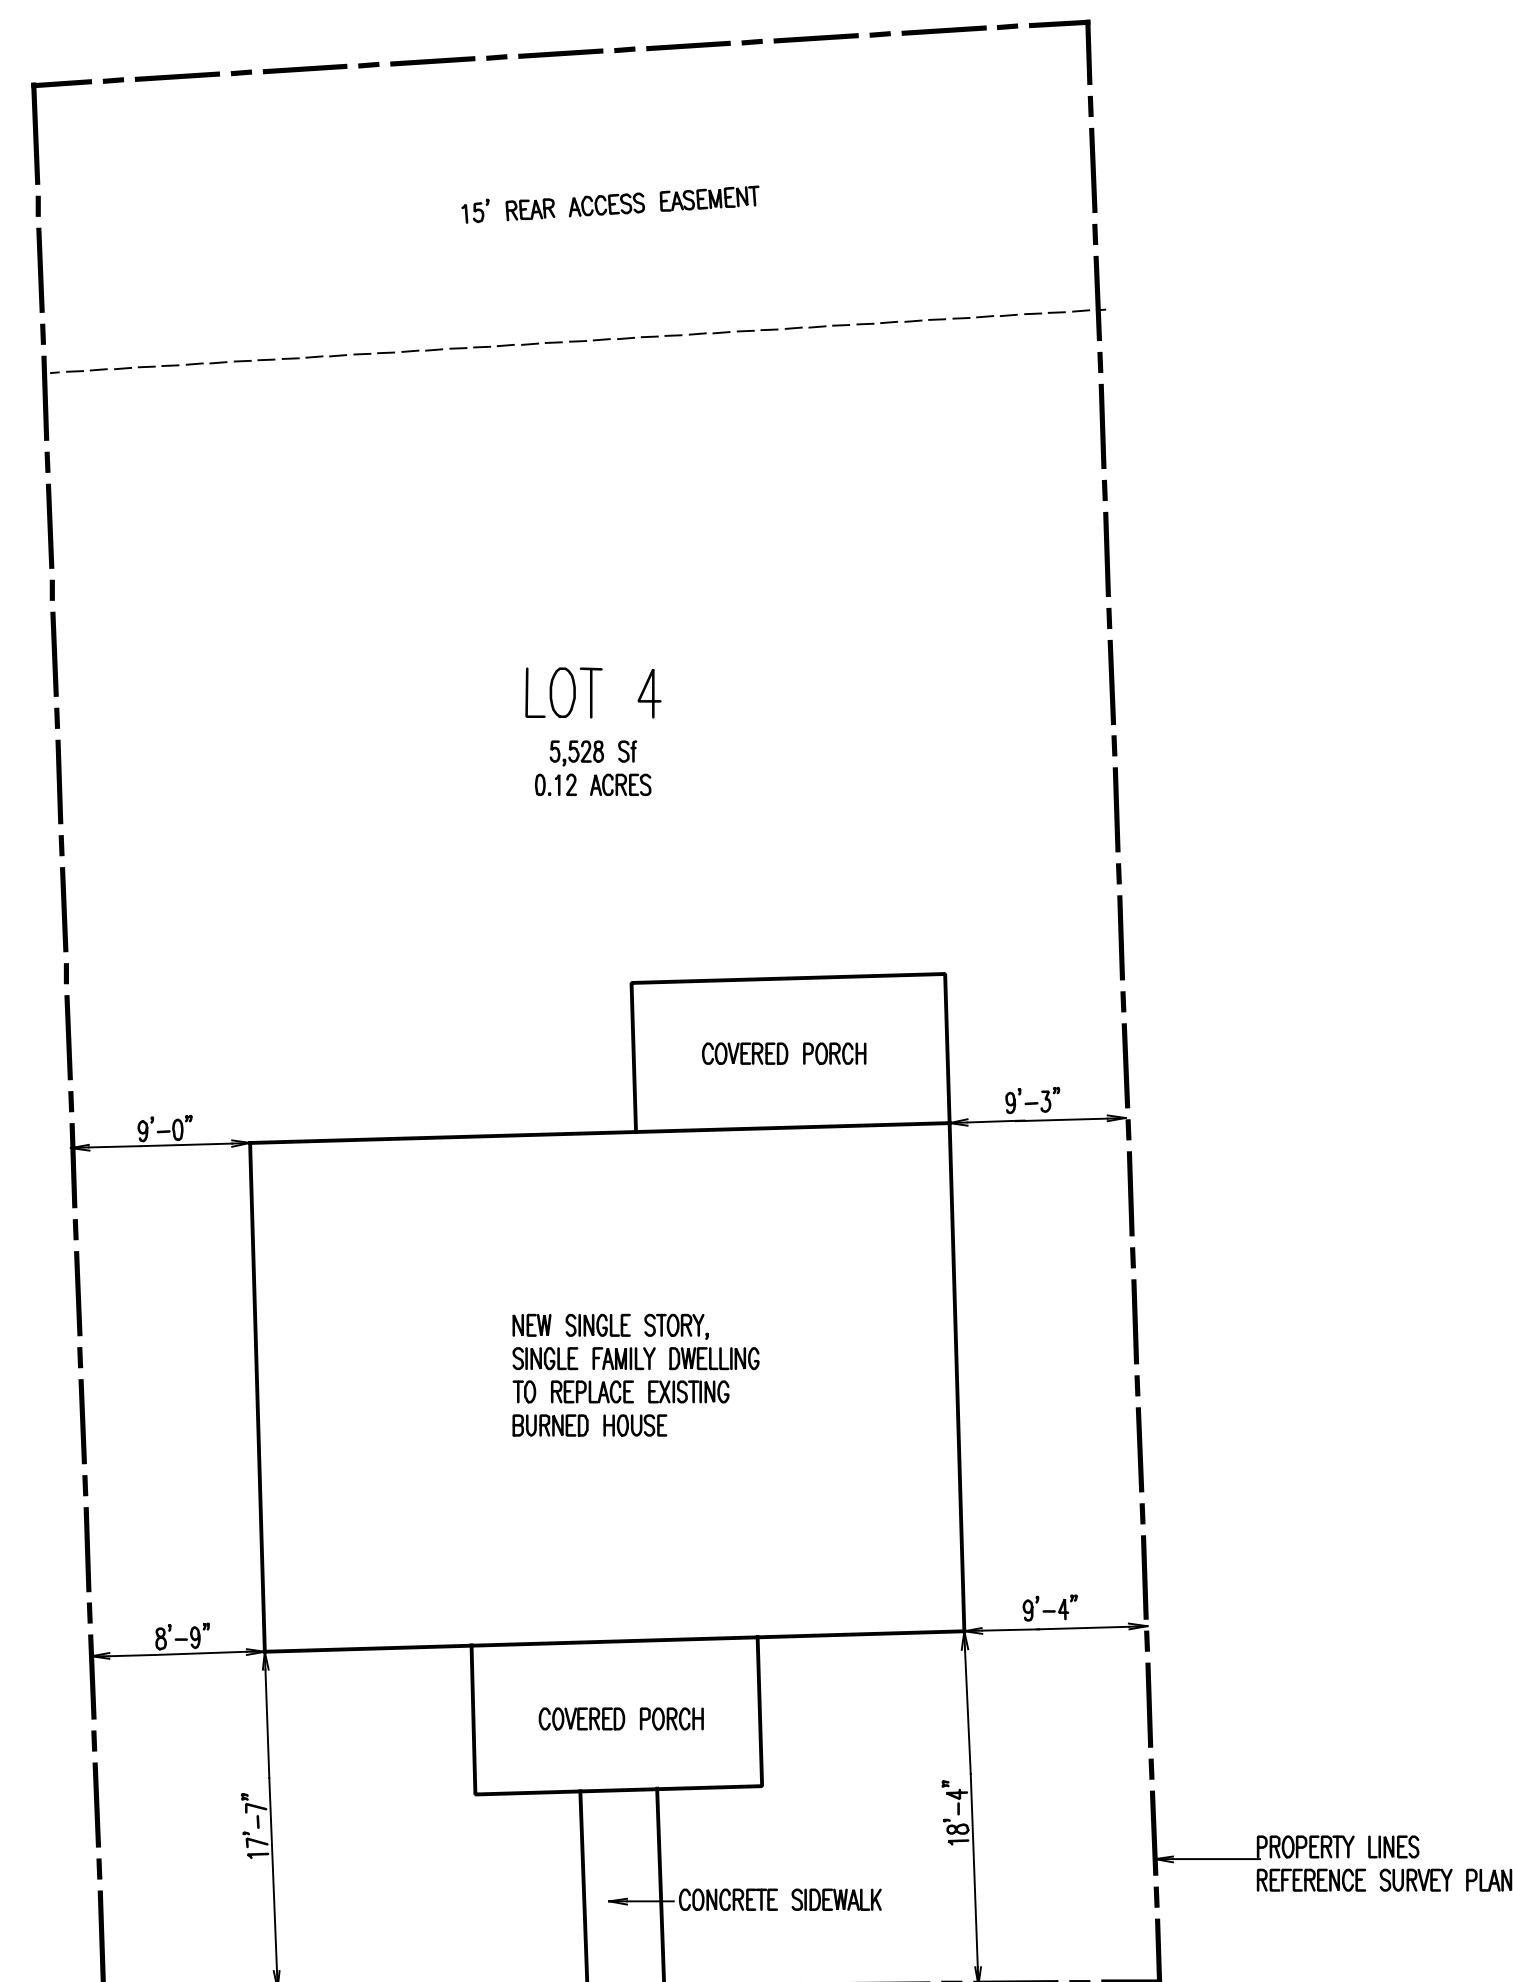 15' REAR ACCESS EASEMENT
LOT 4
5,528 Sf
0.12 ACRES
COVERED PORCH
9'-0"
9'-3"
NEW SINGLE STORY,
SINGLE FAMILY DWELLING
TO REPLACE EXISTING
BURNED HOUSE
8'-9"
9'-4"
COVERED PORCH
17'-7"
18'-4"
PROPERTY LINES
REFERENCE SURVEY PLAN
CONCRETE SIDEWALK